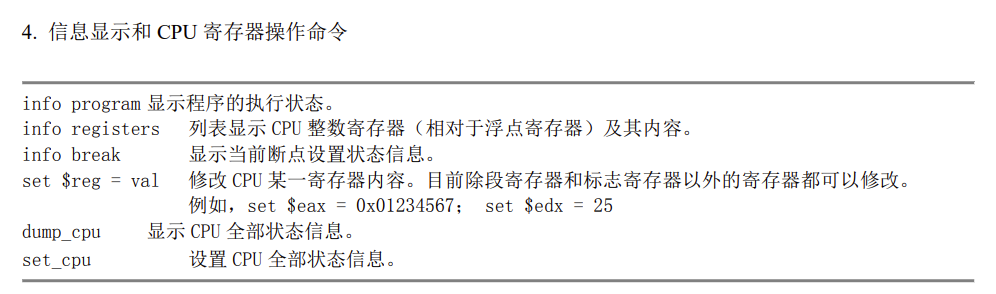 4. 信息显示和 CPU 寄存器操作命令
info program 显示程序的执行状态。
info registers 列表显示 CPU 整数寄存器（相对于浮点寄存器）及其内容。
info break 显示当前断点设置状态信息。
set $reg = val 修改 CPU 某一寄存器内容。目前除段寄存器和标志寄存器以外的寄存器都可以修改。
例如，set $eax = 0x01234567； set $edx = 25
dump_cpu 显示 CPU 全部状态信息。
set_cpu 设置 CPU 全部状态信息。